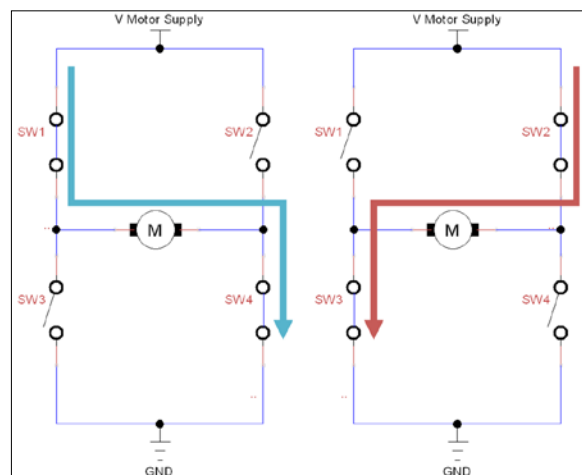 V Motor Supply
V Motor Supply
SW1
SW2
SW1
SW2
M
M
SW3
SW4
SW3
SW4
GND
GND